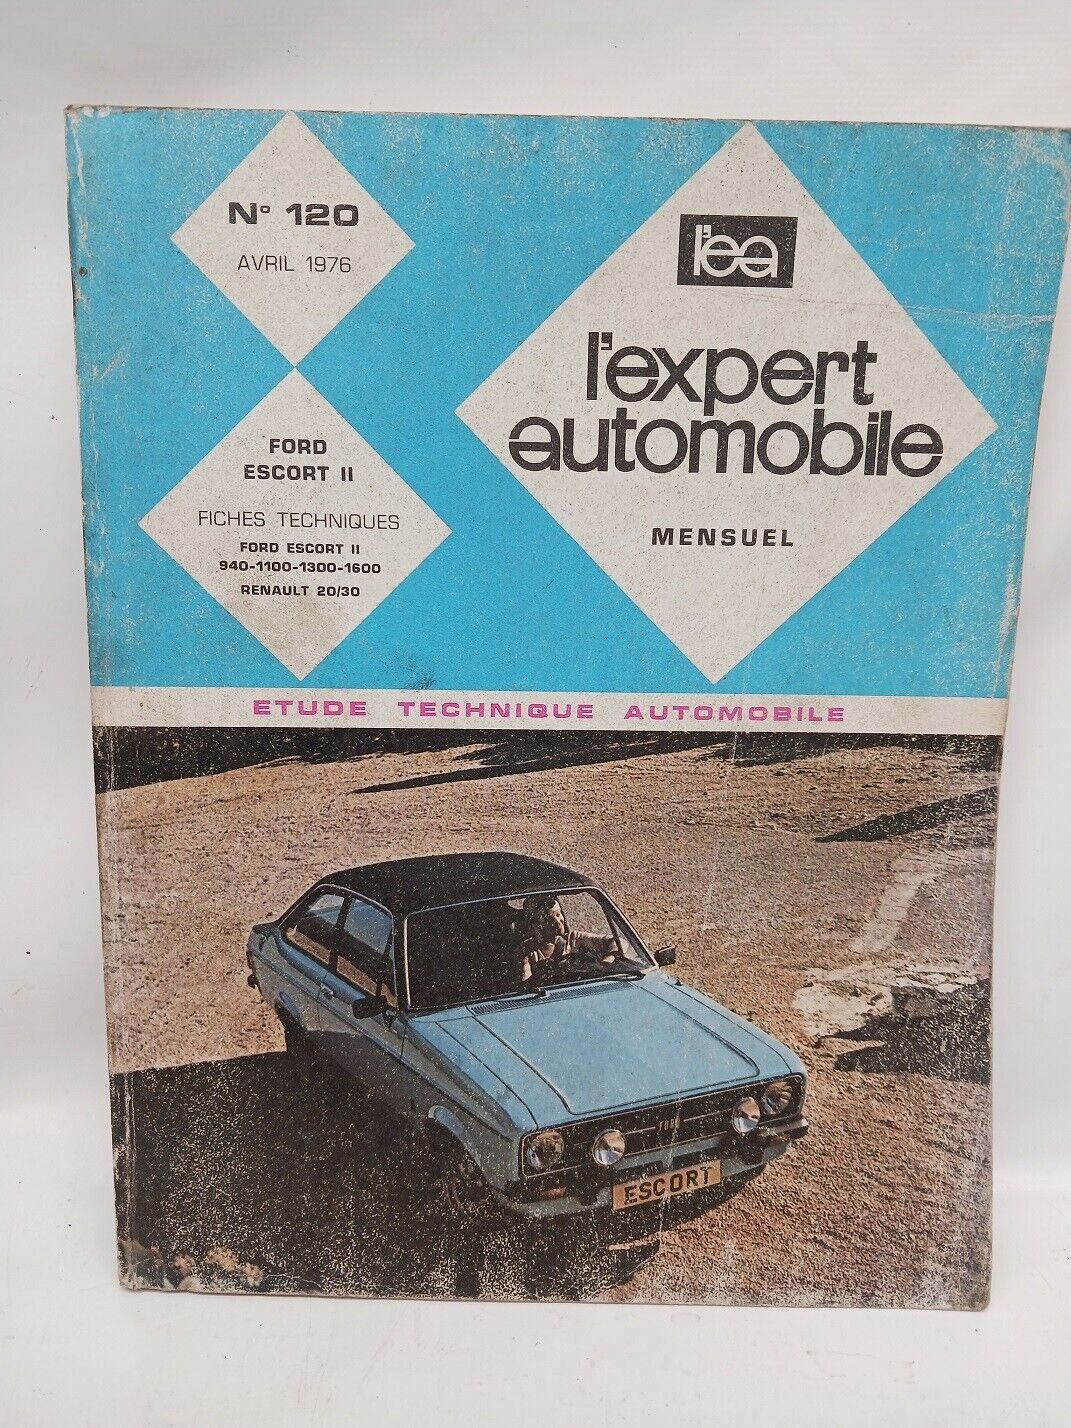 N° 120
AVRIL 1976
l'ea
l'expert
automobile
MENSUEL
FORD
ESCORT II
FICHES TECHNIQUES
FORD ESCORT II
940-1100-1300-1600
RENAULT 20/30
ETUDE TECHNIQUE AUTOMOBILE
FORD
ESCORT